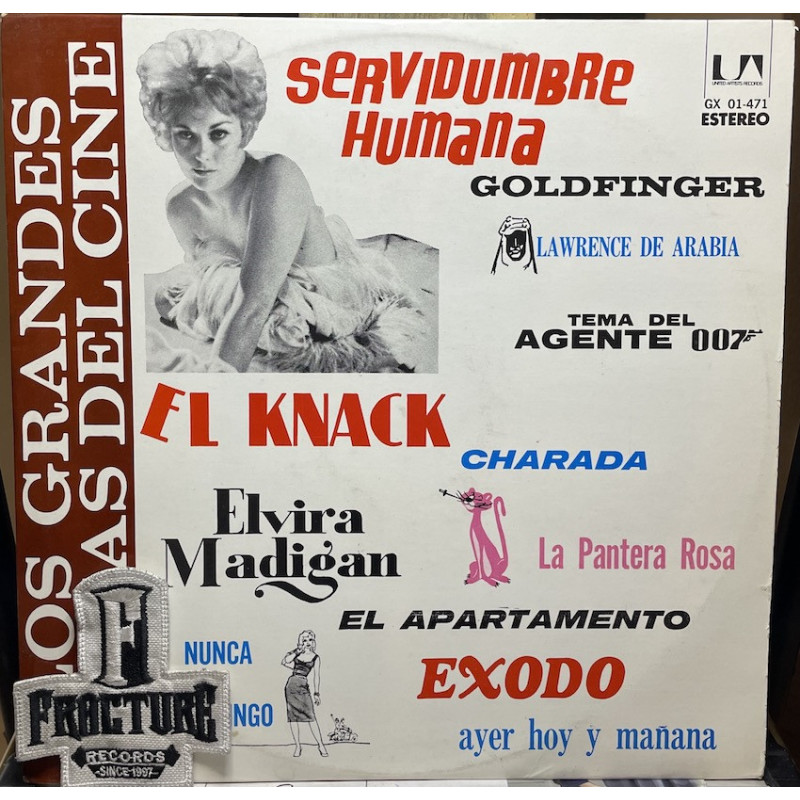 LOS GRANDES
DEL CINE
SERVIDUMBRE
HUMANA
UA
UNITED ARTISTS RECORDS
GX 01-471
ESTEREO
GOLDFINGER
LAWRENCE DE ARABIA
TEMA DEL
AGENTE 007
EL KNACK
CHARADA
Elvira
Madigan
La Pantera Rosa
EL APARTAMENTO
NUNCA
EXODO
ayer hoy y mañana
F
FRACTURE
RECORDS
-SINCE 1997-